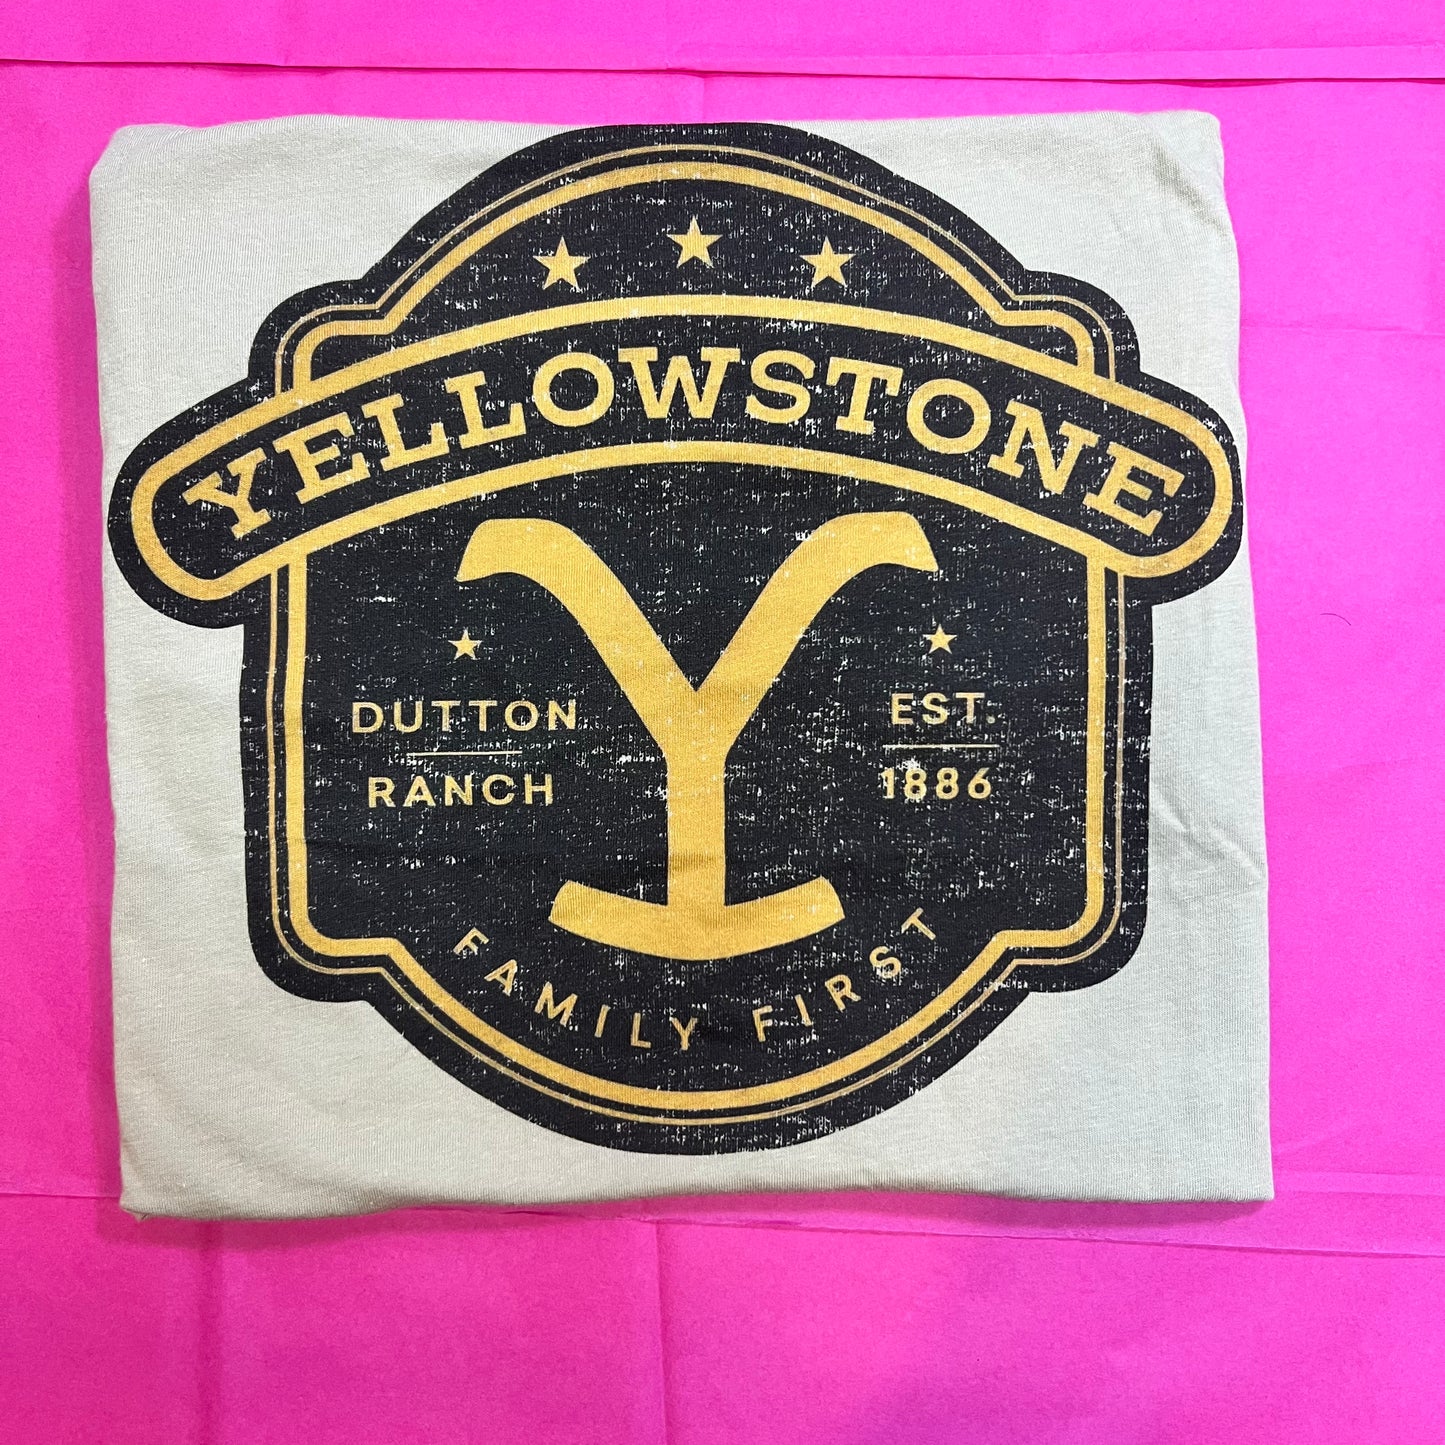 YELLOWSTONE
Y
DUTTON
RANCH
EST.
1886
FAMILY FIRST